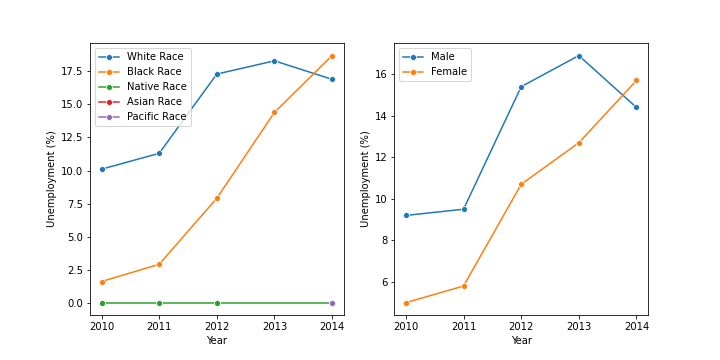 White Race
Black Race
Native Race
Asian Race
Pacific Race
17.5
15.0
12.5
10.0
7.5
5.0
2.5
0.0
Unemployment (%)
2010 2011 2012 2013 2014
Year
Male
Female
16
14
12
10
8
6
Unemployment (%)
2010 2011 2012 2013 2014
Year